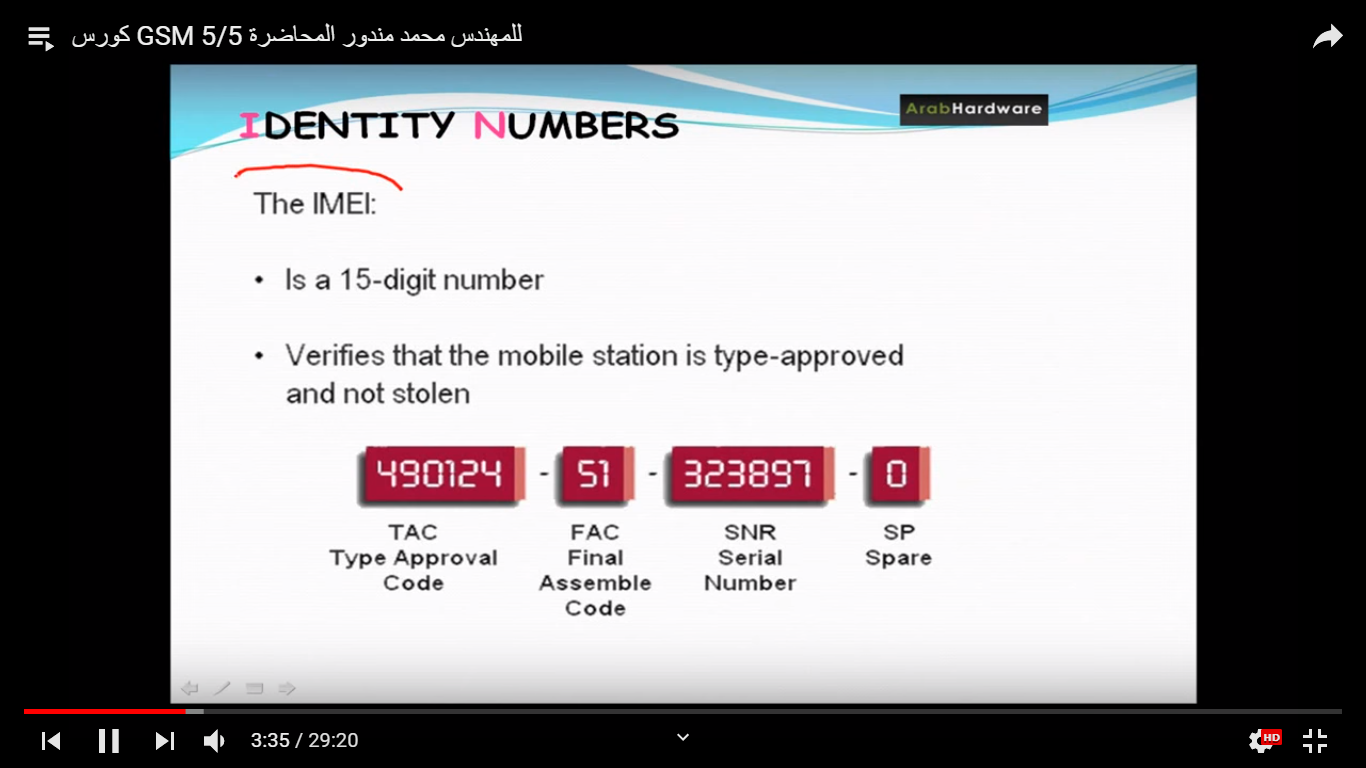 كورس GSM 5/5 للمهندس محمد مندور المحاضرة
ArabHardware
IDENTITY NUMBERS
The IMEI:
• Is a 15-digit number
• Verifies that the mobile station is type-approved
and not stolen
490124 - 51 - 323897 - 0
TAC FAC SNR SP
Type Approval Final Serial Spare
Code Assemble Number
Code
3:35 / 29:20
HD